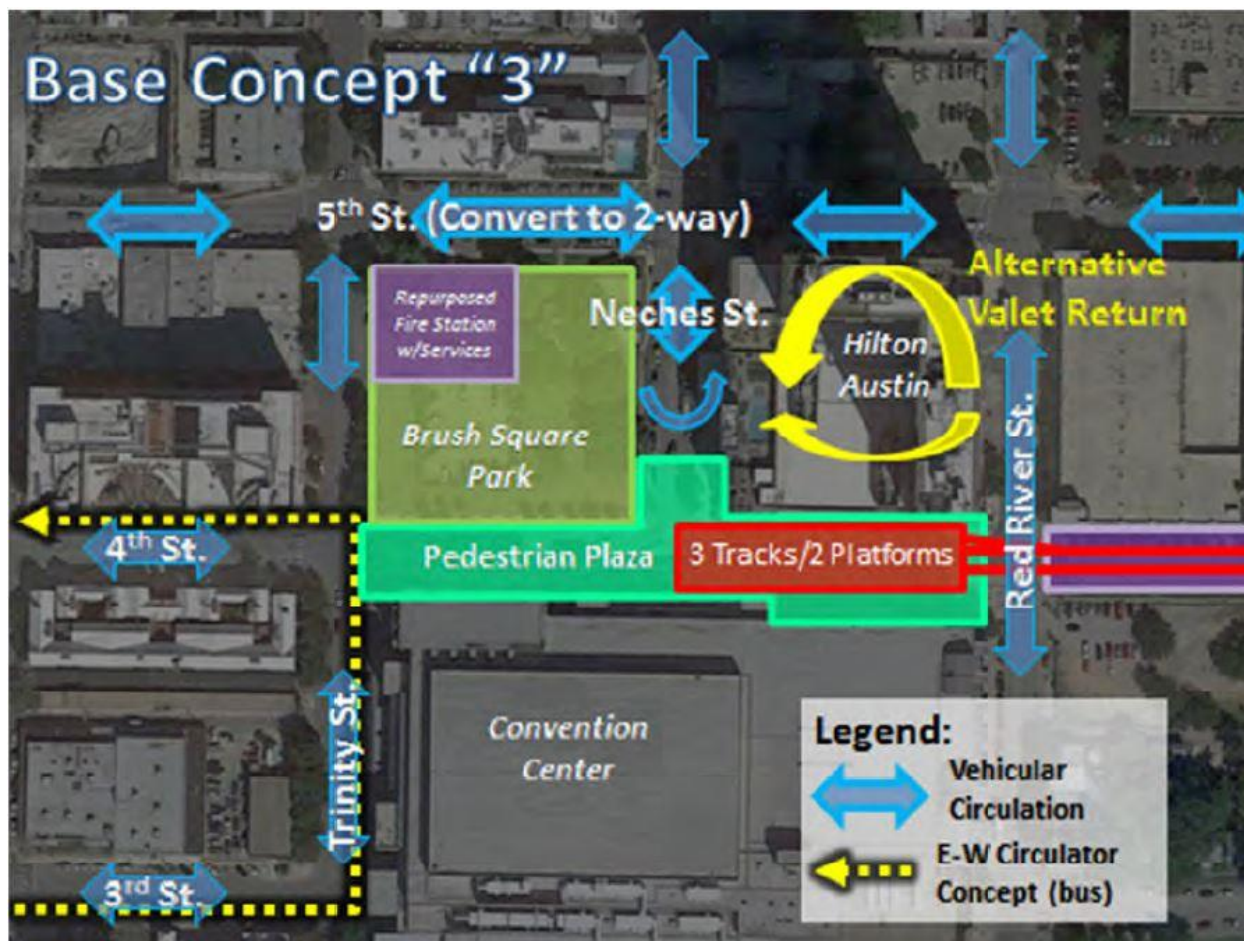 Base Concept “3”
5th St. (Convert to 2-way)
Alternative
Valet Return
Repurposed
Fire Station
w/Services
Neches St.
Hilton
Austin
Brush Square
Park
Red River St.
4th St.
Pedestrian Plaza
3 Tracks/2 Platforms
Trinity St.
Convention
Center
3rd St.
Legend:
Vehicular
Circulation
E-W Circulator
Concept (bus)